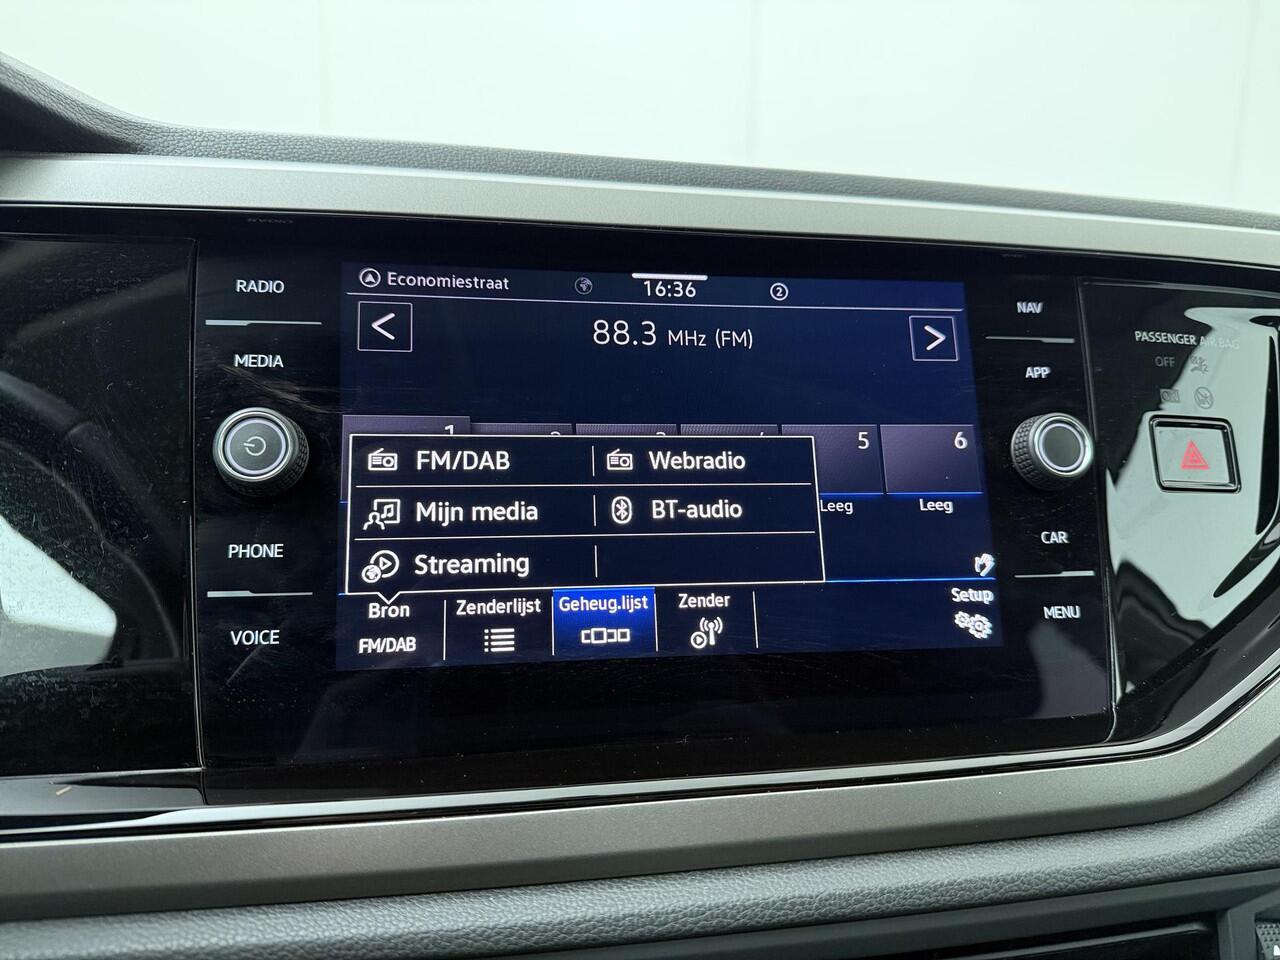 RADIO
MEDIA
PHONE
VOICE
Economiestraat
16:36
2
88.3 MHz (FM)
1
5
6
Leeg
Leeg
FM/DAB
Webradio
Mijn media
BT-audio
Streaming
Bron
FM/DAB
Zenderlijst
Geheug.lijst
Zender
Setup
NAV
APP
CAR
MENU
PASSENGER AIR BAG
OFF
ON